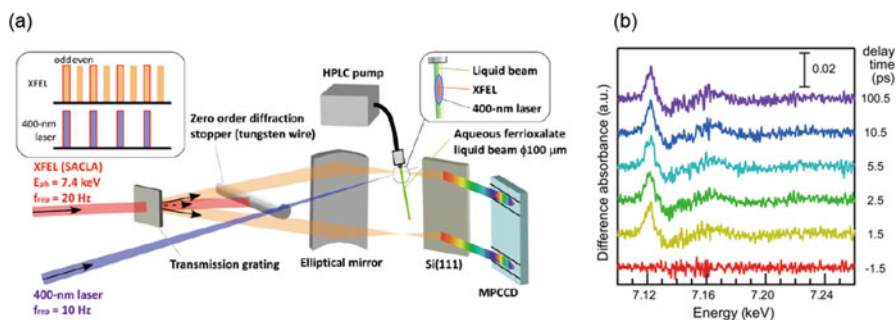 (a)
odd even
XFEL
400-nm
laser
XFEL (SACLA)
Eph = 7.4 keV
frep = 20 Hz
Transmission grating
400-nm laser
frep = 10 Hz
Zero order diffraction
stopper (tungsten wire)
HPLC pump
Elliptical mirror
Liquid beam
XFEL
400-nm laser
Aqueous ferrioxalate
liquid beam ϕ100 μm
Si(111)
MPCCD
(b)
Difference absorbance (a.u.)
0.02
delay
time
(ps)
100.5
10.5
5.5
2.5
1.5
-1.5
7.12 7.16 7.20 7.24
Energy (keV)